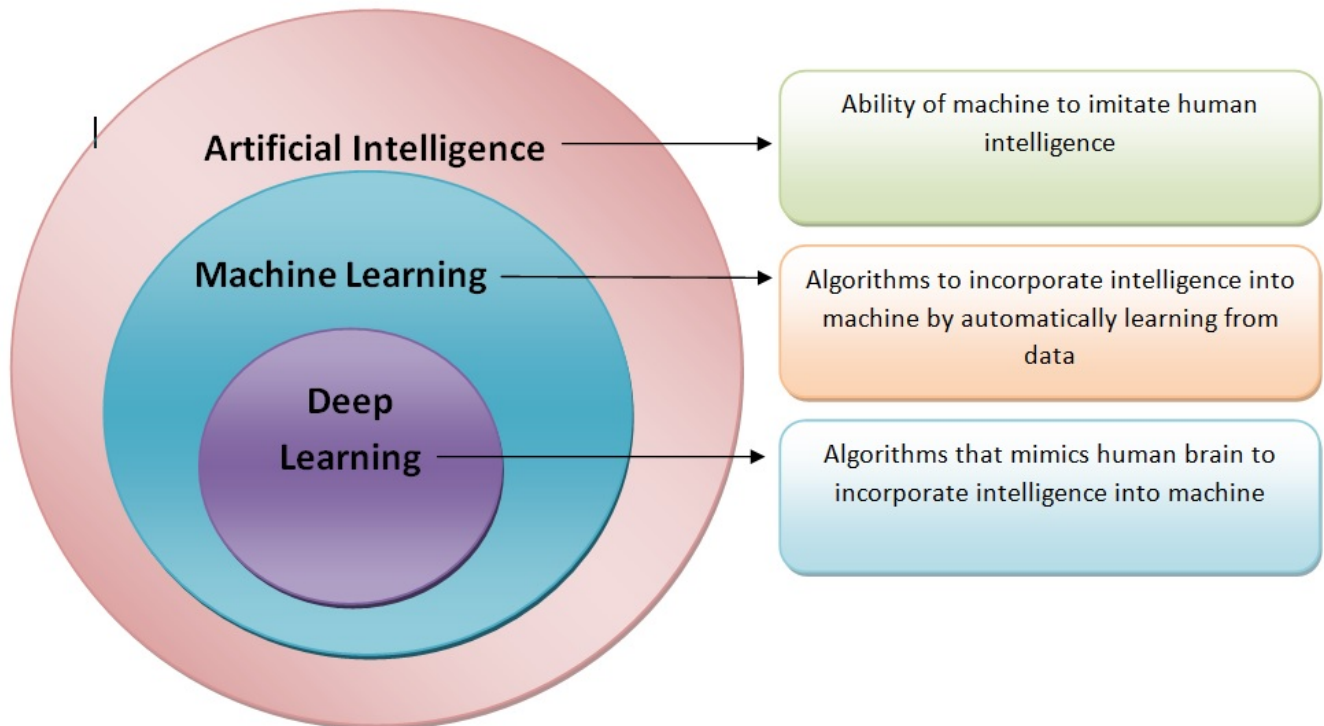 Artificial Intelligence
Ability of machine to imitate human
intelligence
Machine Learning
Algorithms to incorporate intelligence into
machine by automatically learning from
data
Deep
Learning
Algorithms that mimics human brain to
incorporate intelligence into machine